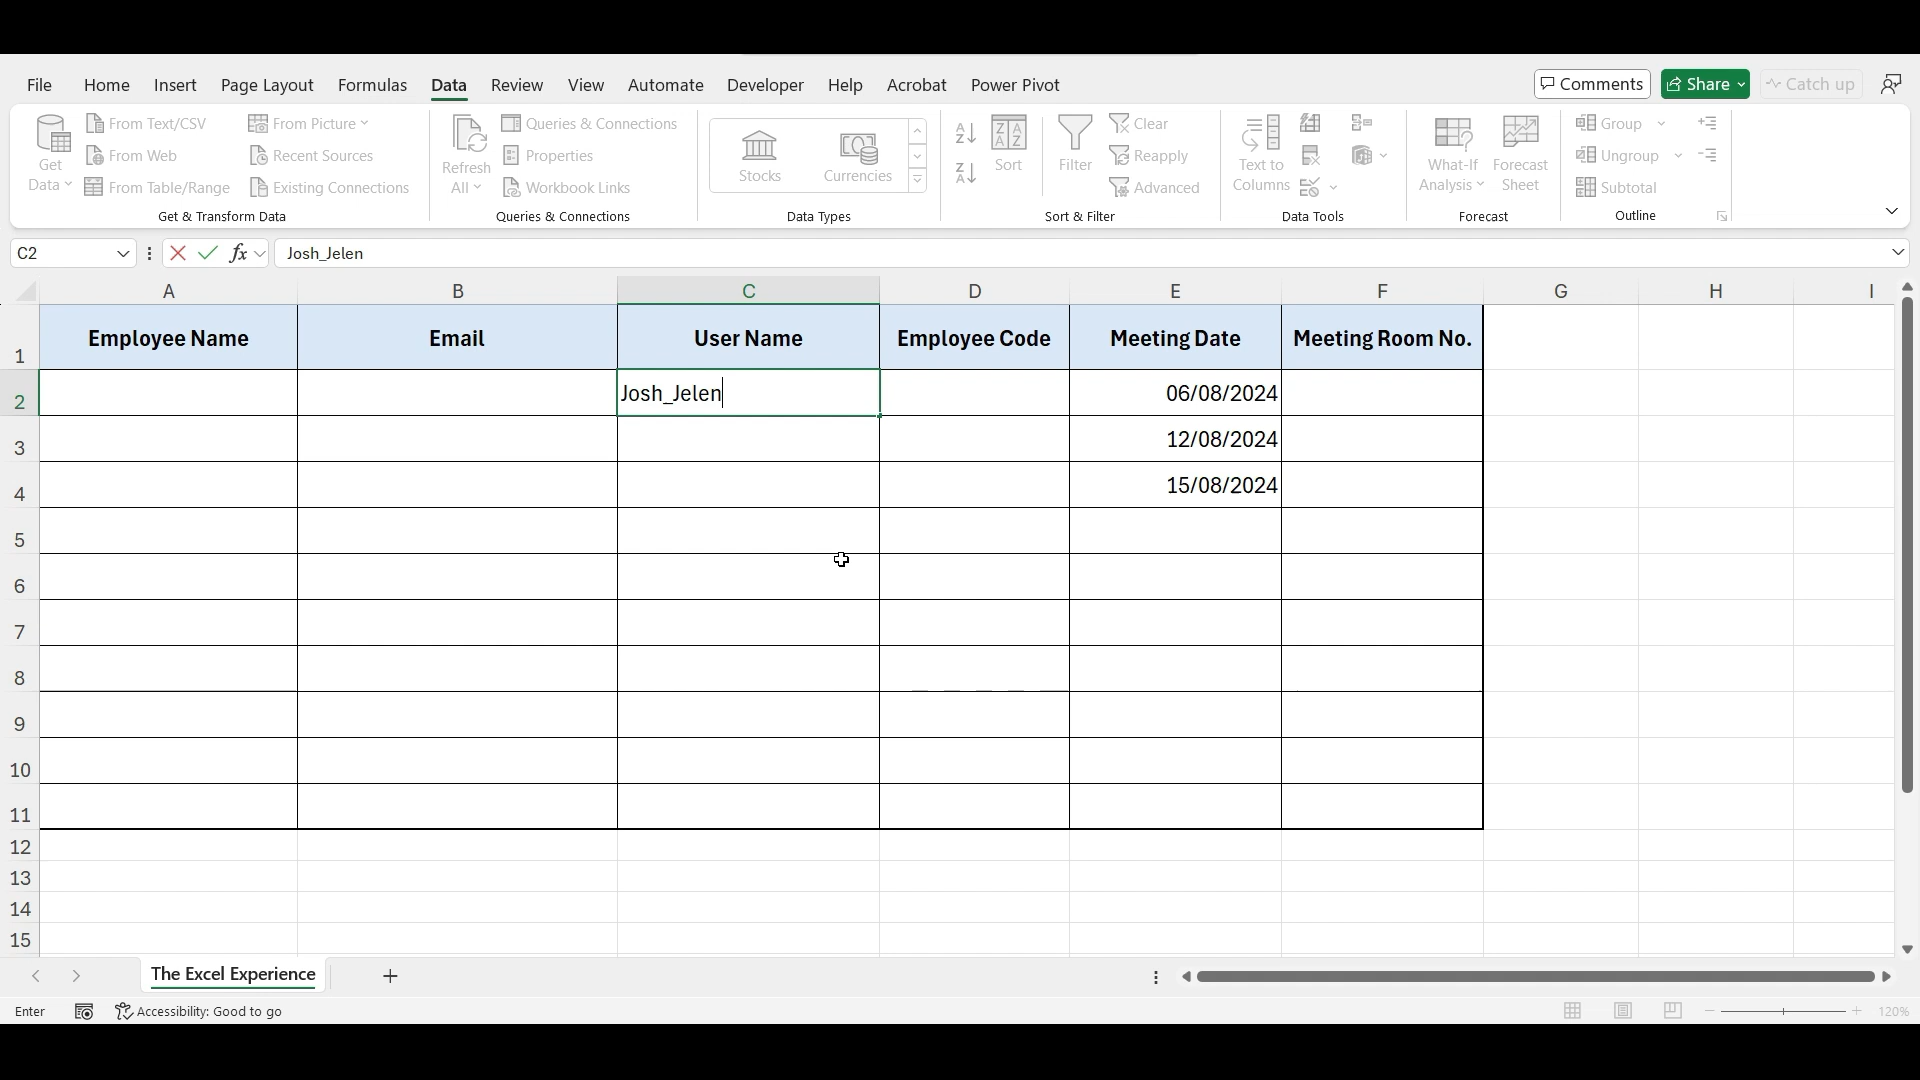 File Home Insert Page Layout Formulas Data Review View Automate Developer Help Acrobat Power Pivot Comments Share Catch up
Get Data
From Text/CSV
From Web
From Table/Range
From Picture
Recent Sources
Existing Connections
Get & Transform Data
Refresh All
Queries & Connections
Properties
Workbook Links
Queries & Connections
Stocks
Currencies
Data Types
Sort
Filter
Clear
Reapply
Advanced
Sort & Filter
Text to Columns
Data Tools
What-If Analysis
Forecast Sheet
Forecast
Group
Ungroup
Subtotal
Outline
C2 fx Josh_Jelen
A B C D E F G H I
1 Employee Name Email User Name Employee Code Meeting Date Meeting Room No.
2 Josh_Jelen 06/08/2024
3 12/08/2024
4 15/08/2024
5
6
7
8
9
10
11
12
13
14
15
The Excel Experience
Enter Accessibility: Good to go 120%